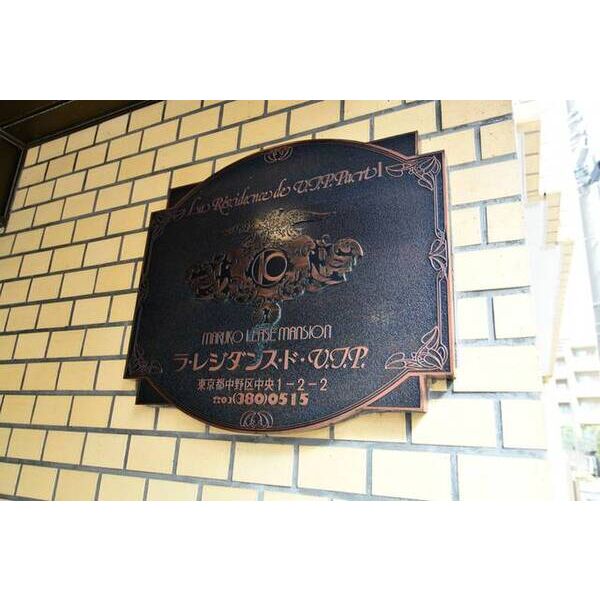 La Résidence de V.I.P. Part I
MARUKO LEASE MANSION
ラ・レジダンス・ド・V.I.P.
東京都中野区中央1-2-2
☎03(380)0515